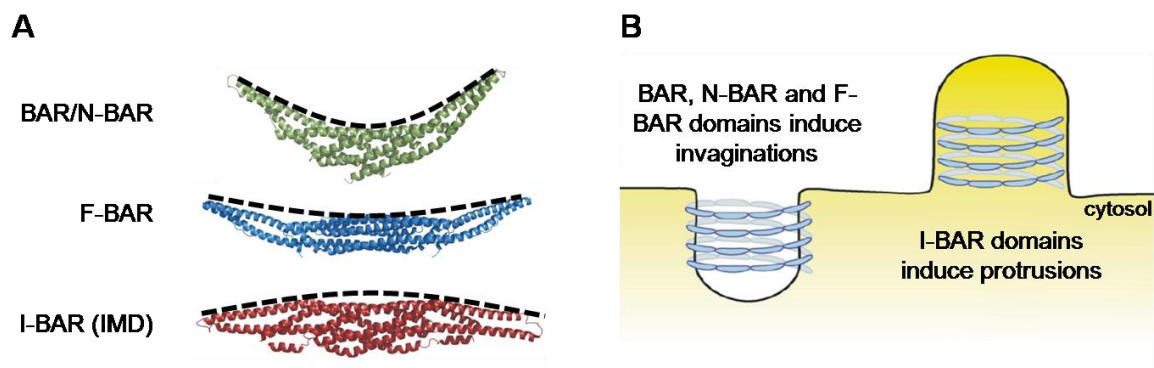 A
BAR/N-BAR
F-BAR
I-BAR (IMD)
B
BAR, N-BAR and F-
BAR domains induce
invaginations
cytosol
I-BAR domains
induce protrusions